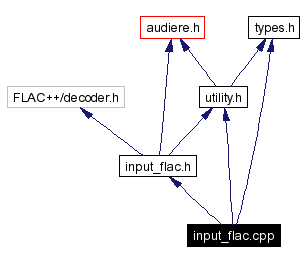 audiere.h
types.h
FLAC++/decoder.h
utility.h
input_flac.h
input_flac.cpp